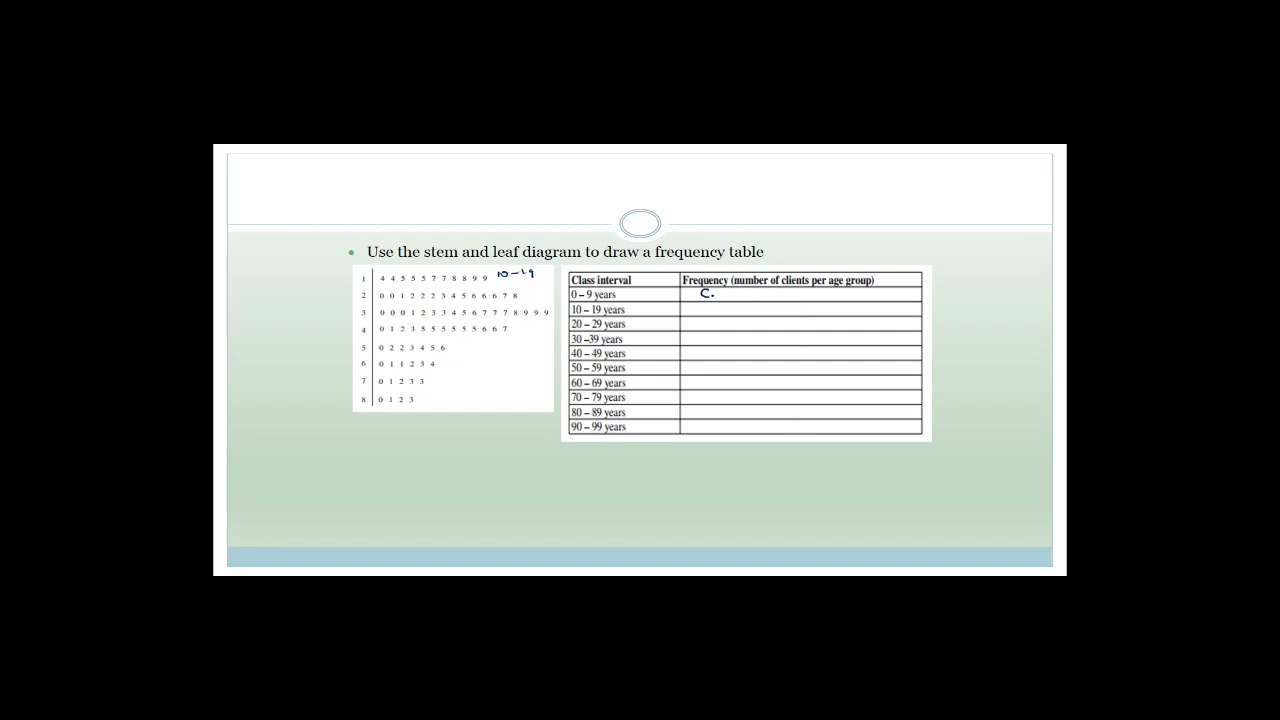 • Use the stem and leaf diagram to draw a frequency table
1 4 4 5 5 5 7 7 8 8 9 9 10-19
2 0 0 1 2 2 2 3 4 5 6 6 6 7 8
3 0 0 0 1 2 3 3 4 5 6 7 7 7 8 9 9 9
4 0 1 2 3 5 5 5 5 5 5 6 6 7
5 0 2 2 3 4 5 6
6 0 1 1 2 3 4
7 0 1 2 3 3
8 0 1 2 3
Class interval Frequency (number of clients per age group)
0 – 9 years
10 – 19 years
20 – 29 years
30 –39 years
40 – 49 years
50 – 59 years
60 – 69 years
70 – 79 years
80 – 89 years
90 – 99 years